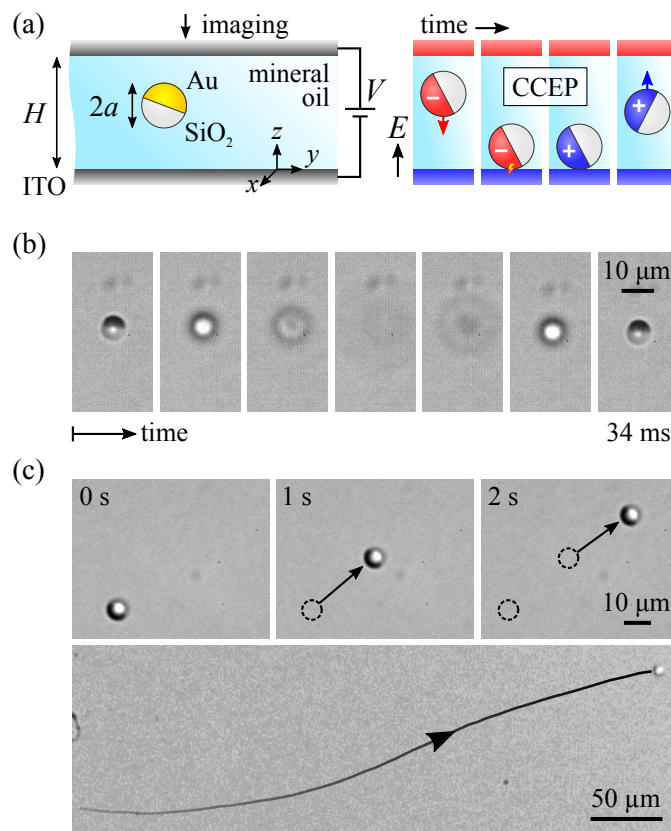 (a)
imaging
time
mineral
oil
Au
SiO₂
2a
H
V
z
y
x
ITO
E
CCEP
−
−
+
+
(b)
10 μm
time
34 ms
(c)
0 s
1 s
2 s
10 μm
50 μm